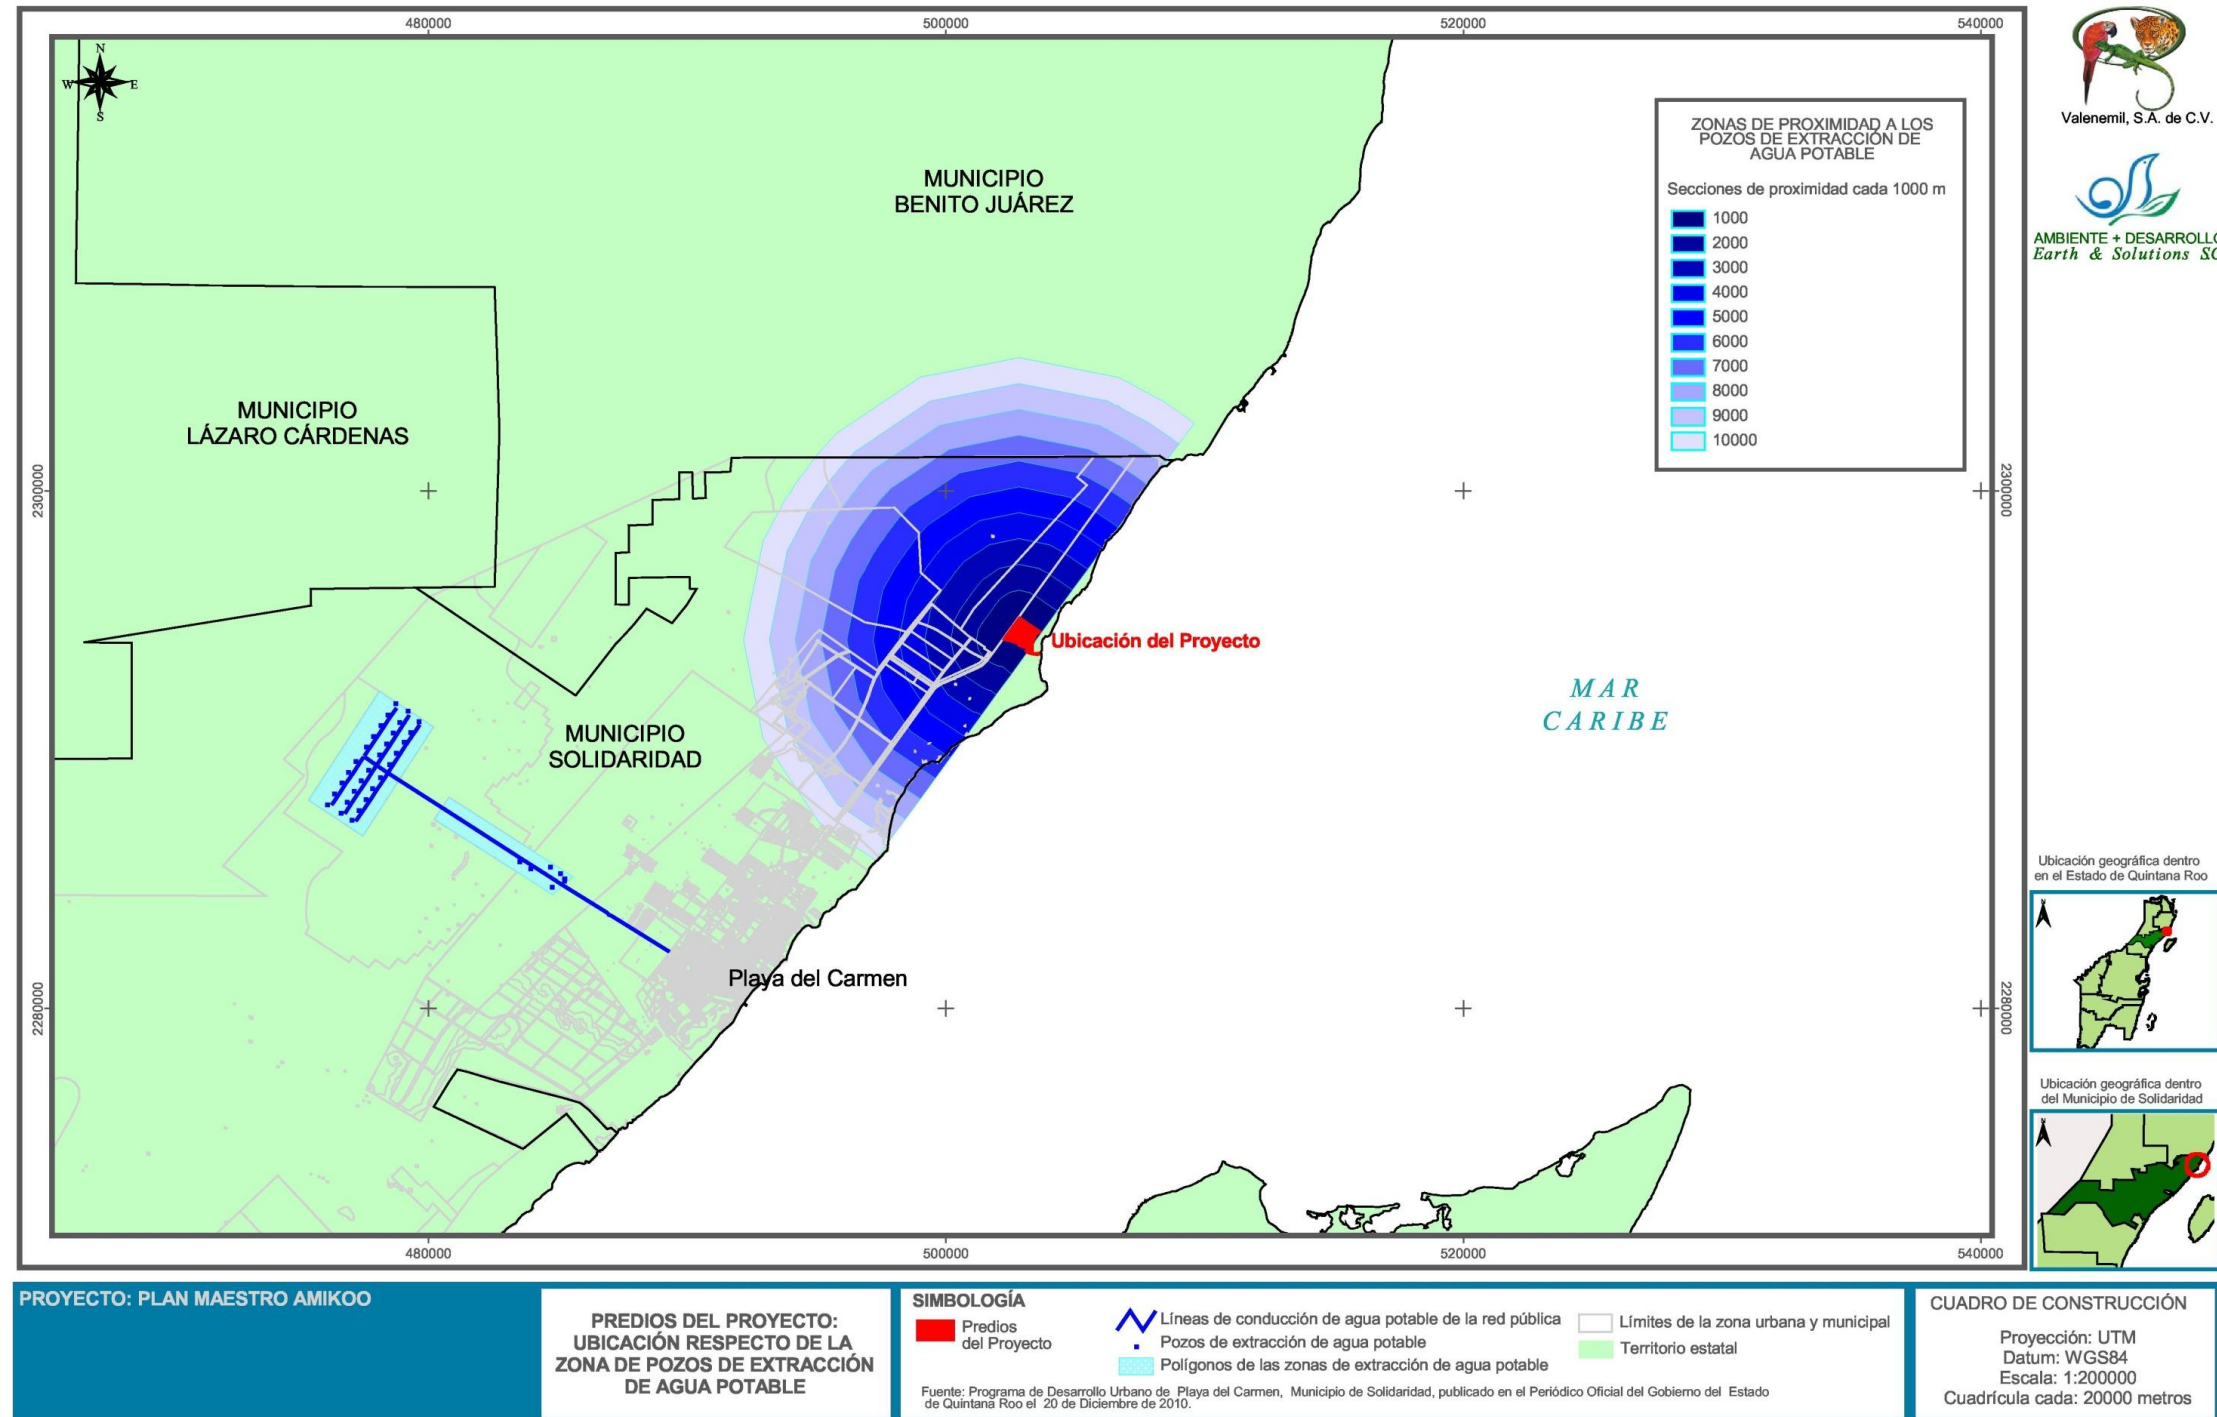 480000
500000
520000
540000
N
W
E
S
MUNICIPIO
BENITO JUÁREZ
MUNICIPIO
LÁZARO CÁRDENAS
ZONAS DE PROXIMIDAD A LOS
POZOS DE EXTRACCIÓN DE
AGUA POTABLE
Secciones de proximidad cada 1000 m
1000
2000
3000
4000
5000
6000
7000
8000
9000
10000
Valenemil, S.A. de C.V.
AMBIENTE + DESARROLLO
Earth & Solutions SC
2300000
2300000
Ubicación del Proyecto
MAR
CARIBE
MUNICIPIO
SOLIDARIDAD
Playa del Carmen
2280000
2280000
Ubicación geográfica dentro
en el Estado de Quintana Roo
N
Ubicación geográfica dentro
del Municipio de Solidaridad
N
480000
500000
520000
540000
PROYECTO: PLAN MAESTRO AMIKOO
PREDIOS DEL PROYECTO:
UBICACIÓN RESPECTO DE LA
ZONA DE POZOS DE EXTRACCIÓN
DE AGUA POTABLE
SIMBOLOGÍA
Predios
del Proyecto
Líneas de conducción de agua potable de la red pública
Pozos de extracción de agua potable
Polígonos de las zonas de extracción de agua potable
Límites de la zona urbana y municipal
Territorio estatal
Fuente: Programa de Desarrollo Urbano de Playa del Carmen, Municipio de Solidaridad, publicado en el Periódico Oficial del Gobierno del Estado
de Quintana Roo el 20 de Diciembre de 2010.
CUADRO DE CONSTRUCCIÓN
Proyección: UTM
Datum: WGS84
Escala: 1:200000
Cuadrícula cada: 20000 metros